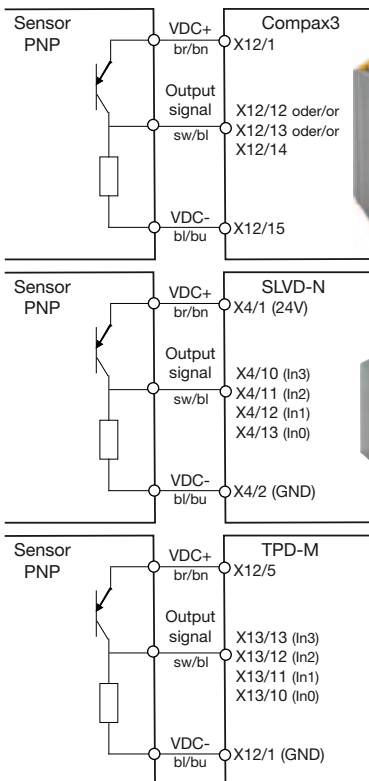 Sensor
PNP
VDC+
br/bn
Compax3
X12/1
Output
signal
sw/bl
X12/12 oder/or
X12/13 oder/or
X12/14
VDC-
bl/bu
X12/15
Sensor
PNP
VDC+
br/bn
SLVD-N
X4/1 (24V)
Output
signal
sw/bl
X4/10 (In3)
X4/11 (In2)
X4/12 (In1)
X4/13 (In0)
VDC-
bl/bu
X4/2 (GND)
Sensor
PNP
VDC+
br/bn
TPD-M
X12/5
Output
signal
sw/bl
X13/13 (In3)
X13/12 (In2)
X13/11 (In1)
X13/10 (In0)
VDC-
bl/bu
X12/1 (GND)